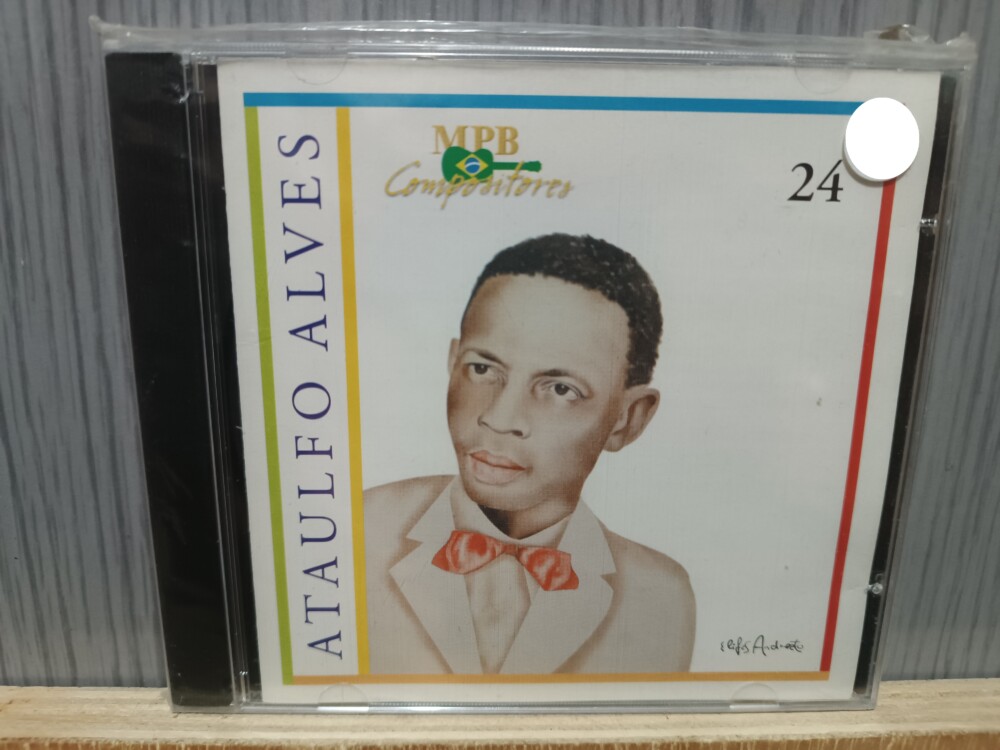 MPB
Compositores
24
ATAULFO ALVES